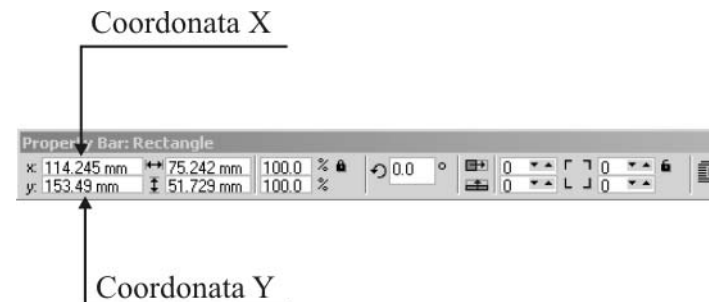 Coordonata X
Property Bar: Rectangle
x: 114.245 mm 75.242 mm 100.0 % 0.0 ° 0 0
y: 153.49 mm 51.729 mm 100.0 % 0 0
Coordonata Y